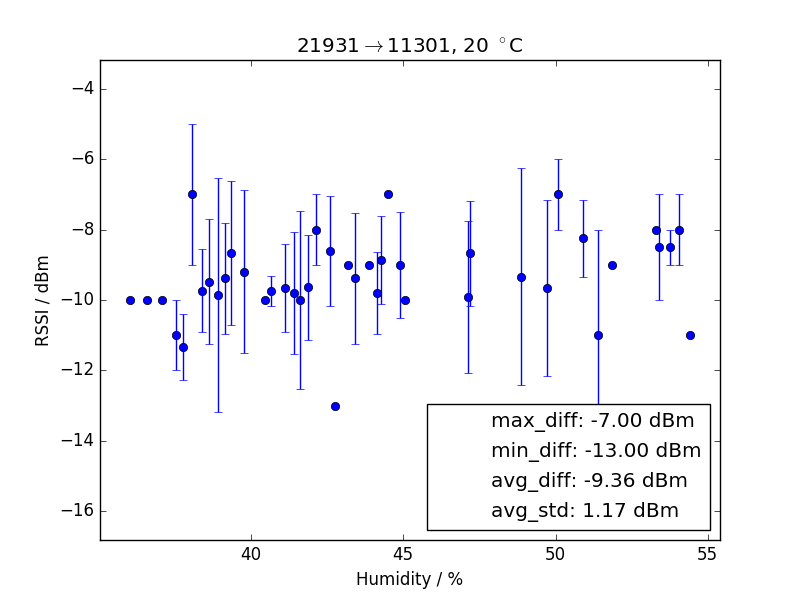 21931→11301, 20 °C
−4
−6
−8
−10
−12
−14
−16
RSSI / dBm
max_diff: -7.00 dBm
min_diff: -13.00 dBm
avg_diff: -9.36 dBm
avg_std: 1.17 dBm
40 45 50 55
Humidity / %